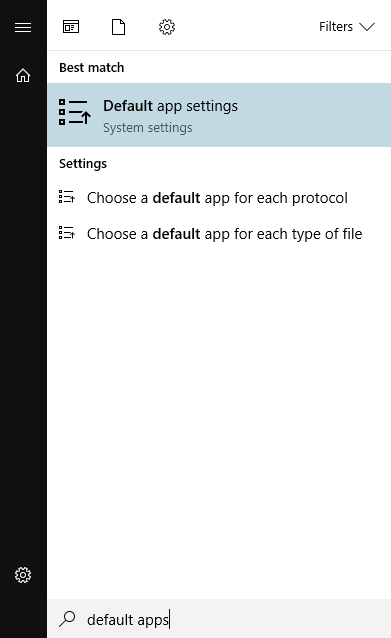 Filters
Best match
Default app settings
System settings
Settings
Choose a default app for each protocol
Choose a default app for each type of file
default apps